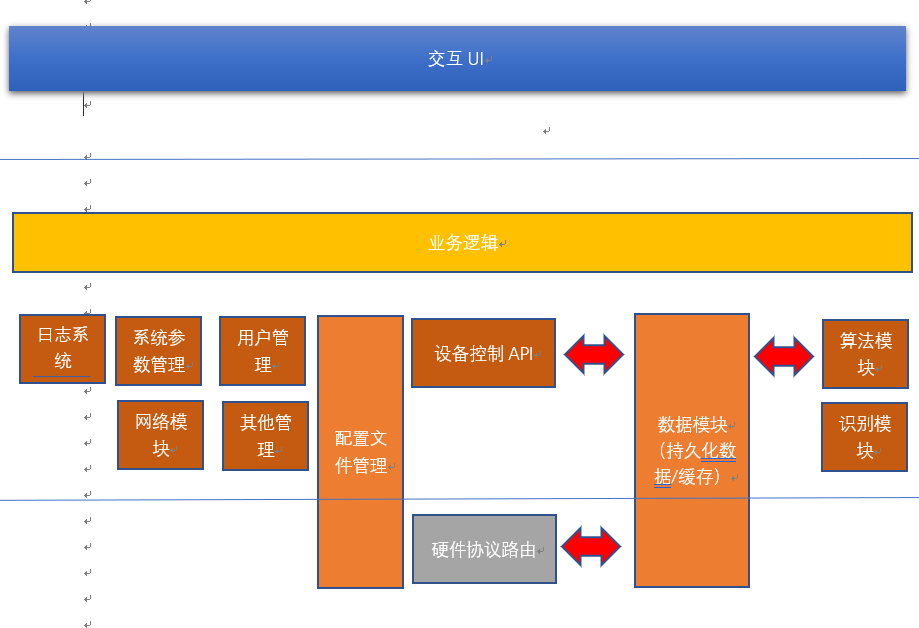 交互 UI
业务逻辑
日志系
统
系统参
数管理
用户管
理
网络模
块
其他管
理
配置文
件管理
设备控制 API
硬件协议路由
数据模块
（持久化数
据/缓存）
算法模
块
识别模
块